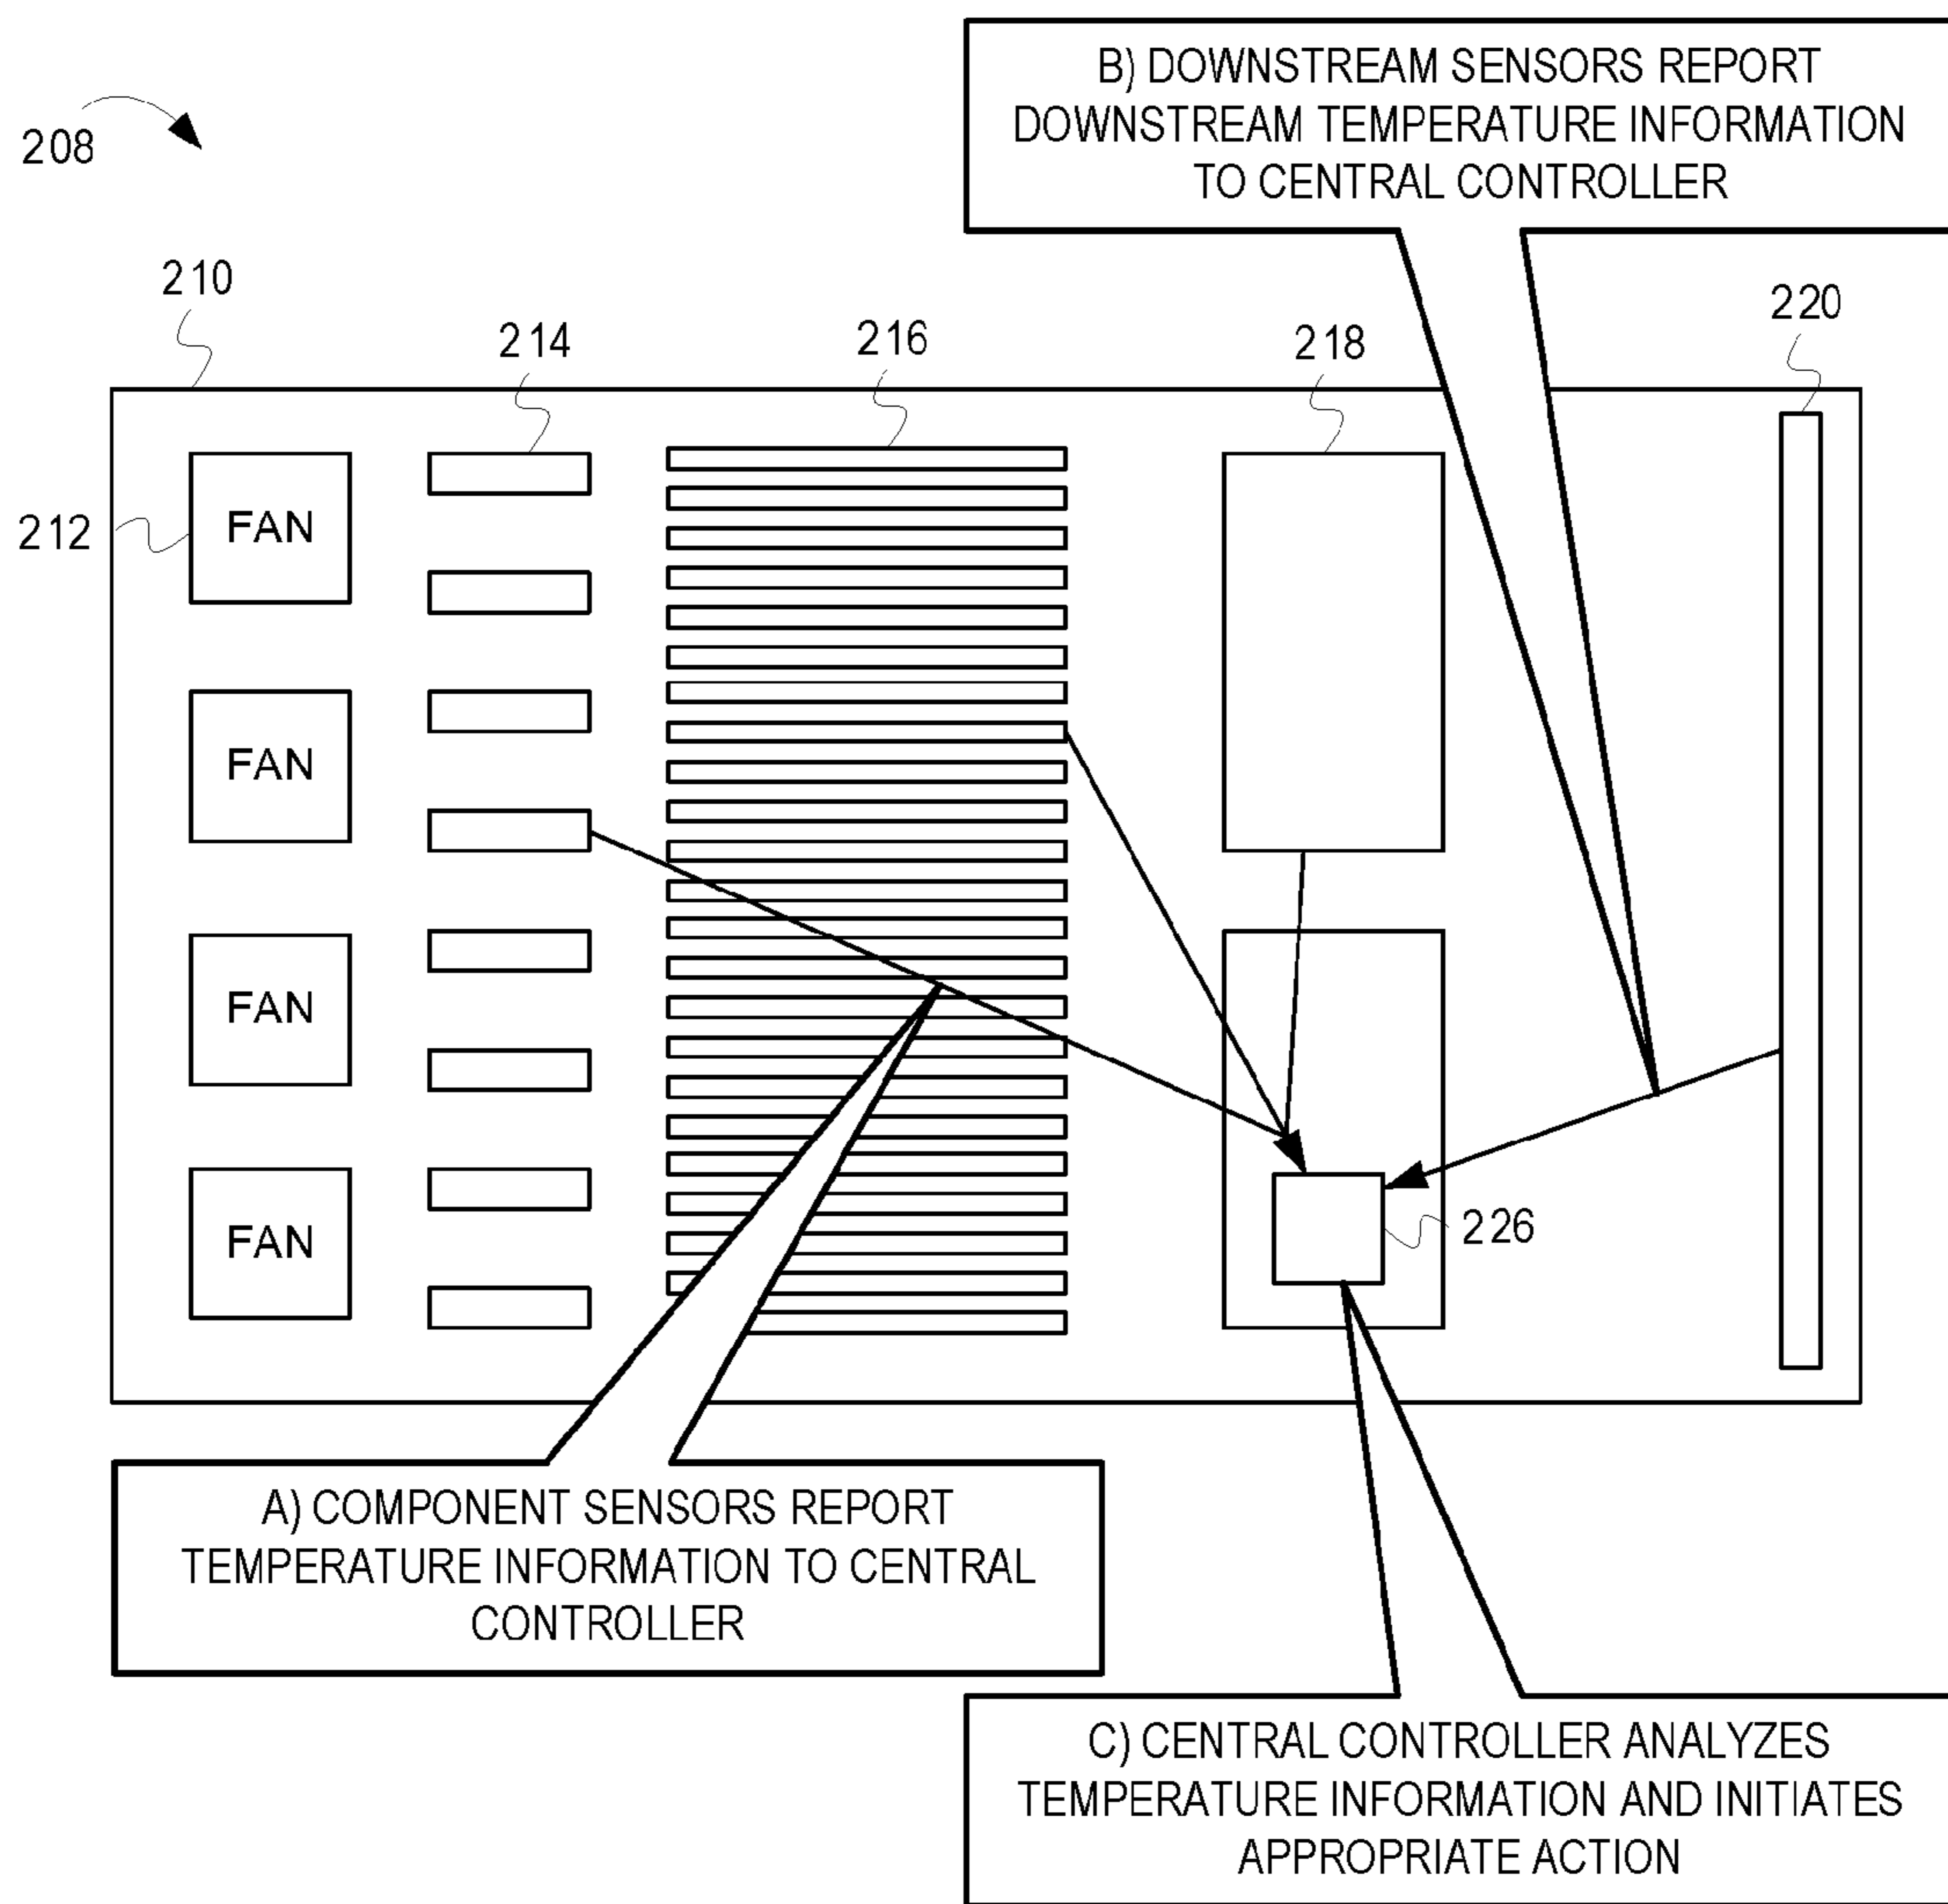 B) DOWNSTREAM SENSORS REPORT
DOWNSTREAM TEMPERATURE INFORMATION
TO CENTRAL CONTROLLER
208
210
214
216
218
220
212
FAN
FAN
FAN
FAN
226
A) COMPONENT SENSORS REPORT
TEMPERATURE INFORMATION TO CENTRAL
CONTROLLER
C) CENTRAL CONTROLLER ANALYZES
TEMPERATURE INFORMATION AND INITIATES
APPROPRIATE ACTION